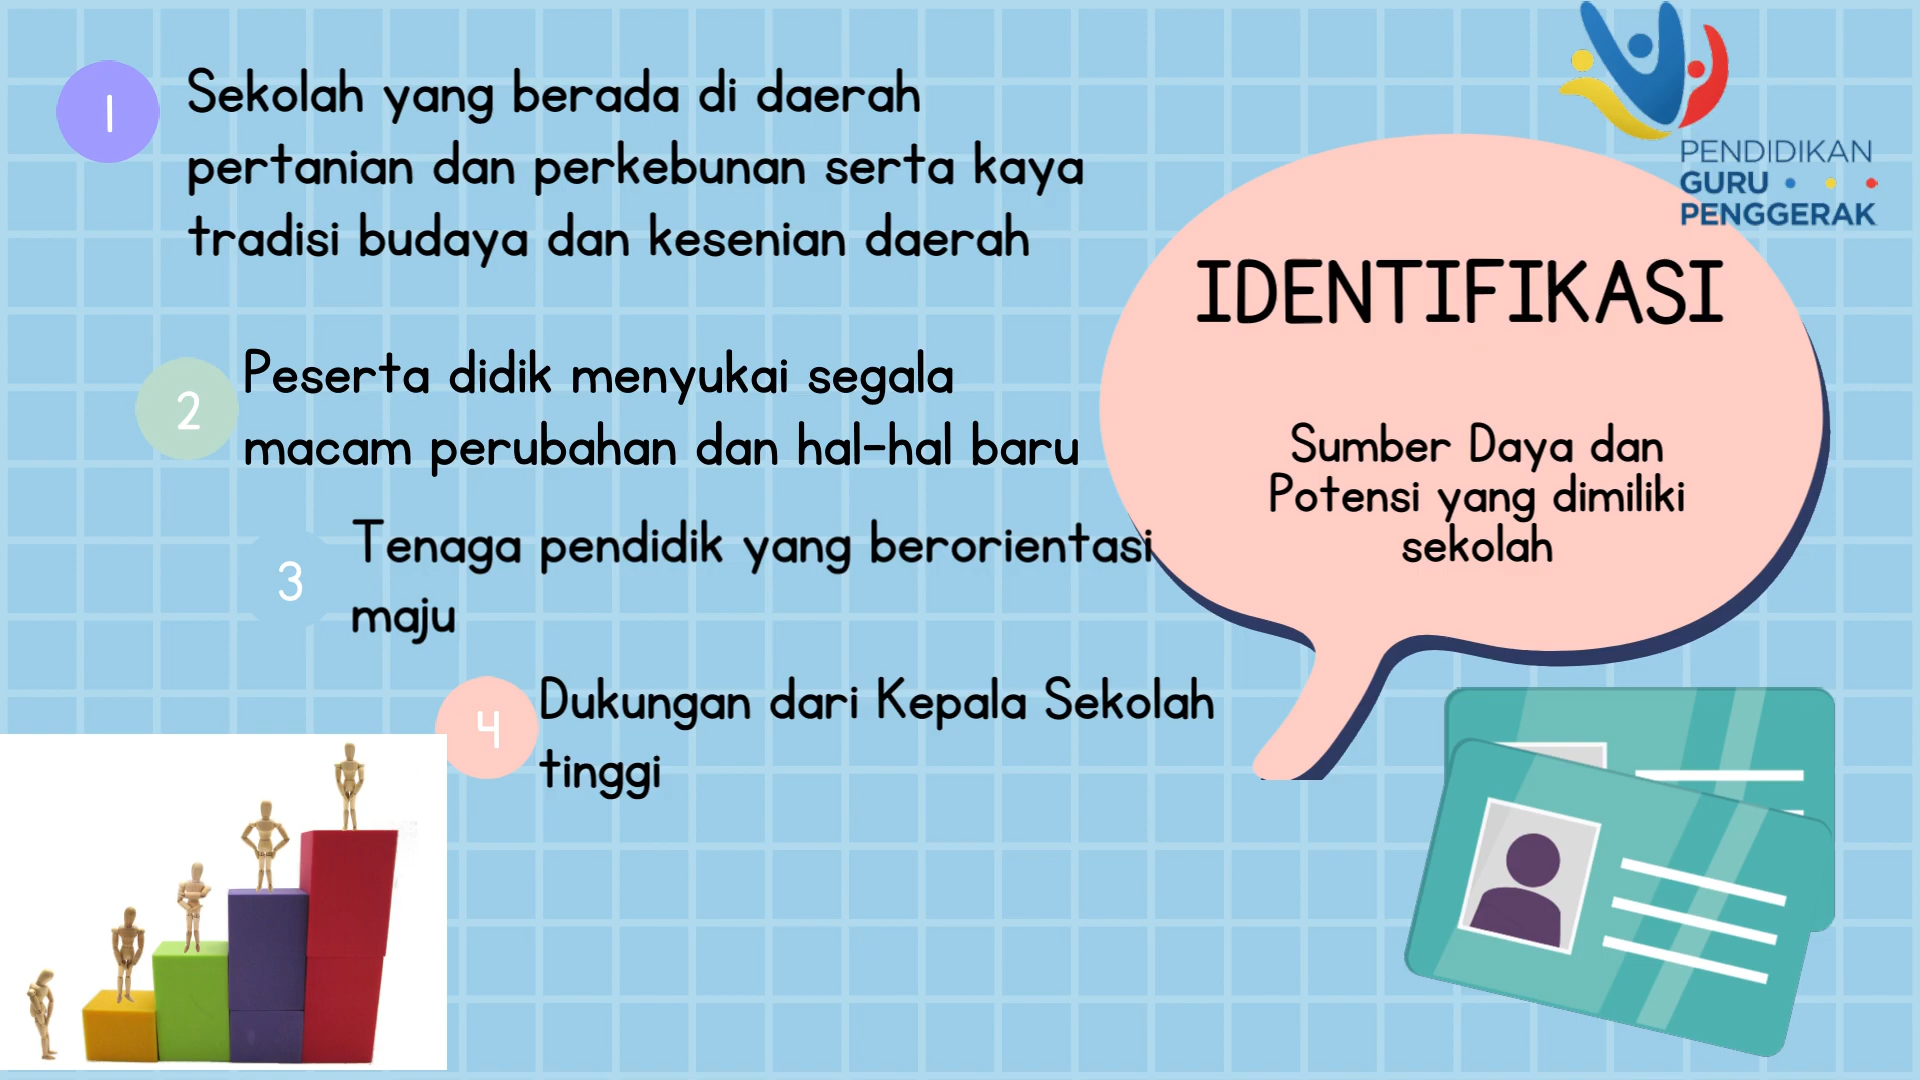 1
Sekolah yang berada di daerah
pertanian dan perkebunan serta kaya
tradisi budaya dan kesenian daerah
2
Peserta didik menyukai segala
macam perubahan dan hal-hal baru
3
Tenaga pendidik yang berorientasi
maju
4
Dukungan dari Kepala Sekolah
tinggi
PENDIDIKAN
GURU
PENGGERAK
IDENTIFIKASI
Sumber Daya dan
Potensi yang dimiliki
sekolah